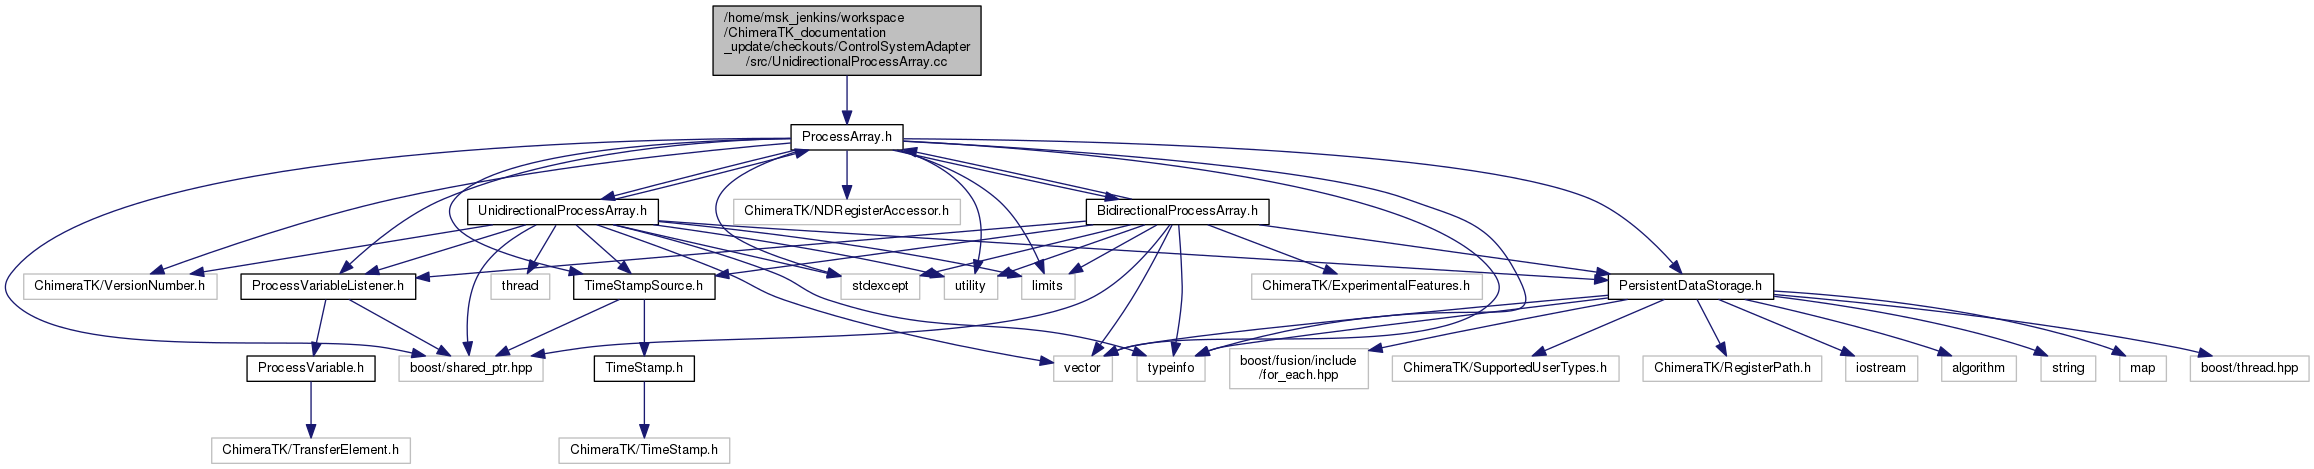 /home/msk_jenkins/workspace
/ChimeraTK_documentation
_update/checkouts/ControlSystemAdapter
/src/UnidirectionalProcessArray.cc
ProcessArray.h
UnidirectionalProcessArray.h
ChimeraTK/NDRegisterAccessor.h
BidirectionalProcessArray.h
ChimeraTK/VersionNumber.h
ProcessVariableListener.h
thread
TimeStampSource.h
stdexcept
utility
limits
ChimeraTK/ExperimentalFeatures.h
PersistentDataStorage.h
ProcessVariable.h
boost/shared_ptr.hpp
TimeStamp.h
vector
typeinfo
boost/fusion/include
/for_each.hpp
ChimeraTK/SupportedUserTypes.h
ChimeraTK/RegisterPath.h
iostream
algorithm
string
map
boost/thread.hpp
ChimeraTK/TransferElement.h
ChimeraTK/TimeStamp.h